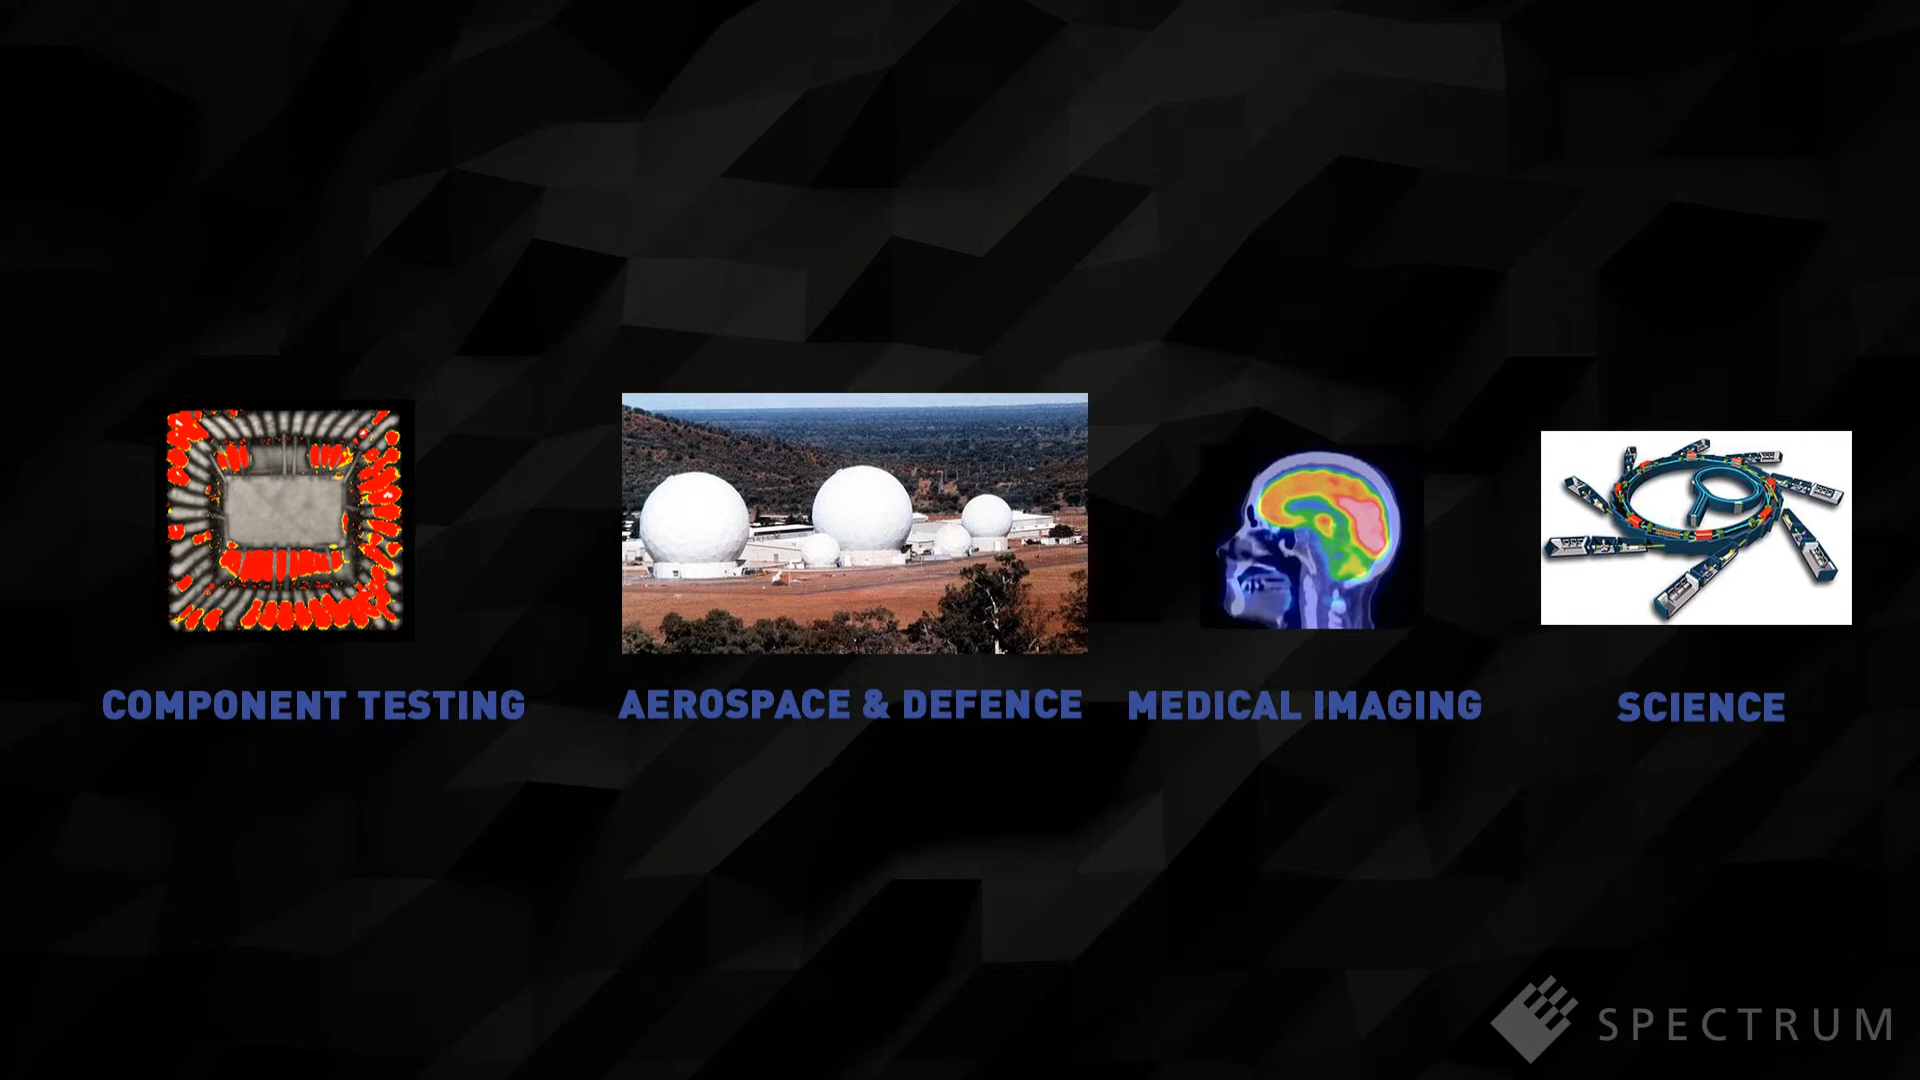 COMPONENT TESTING
AEROSPACE & DEFENCE
MEDICAL IMAGING
SCIENCE
SPECTRUM